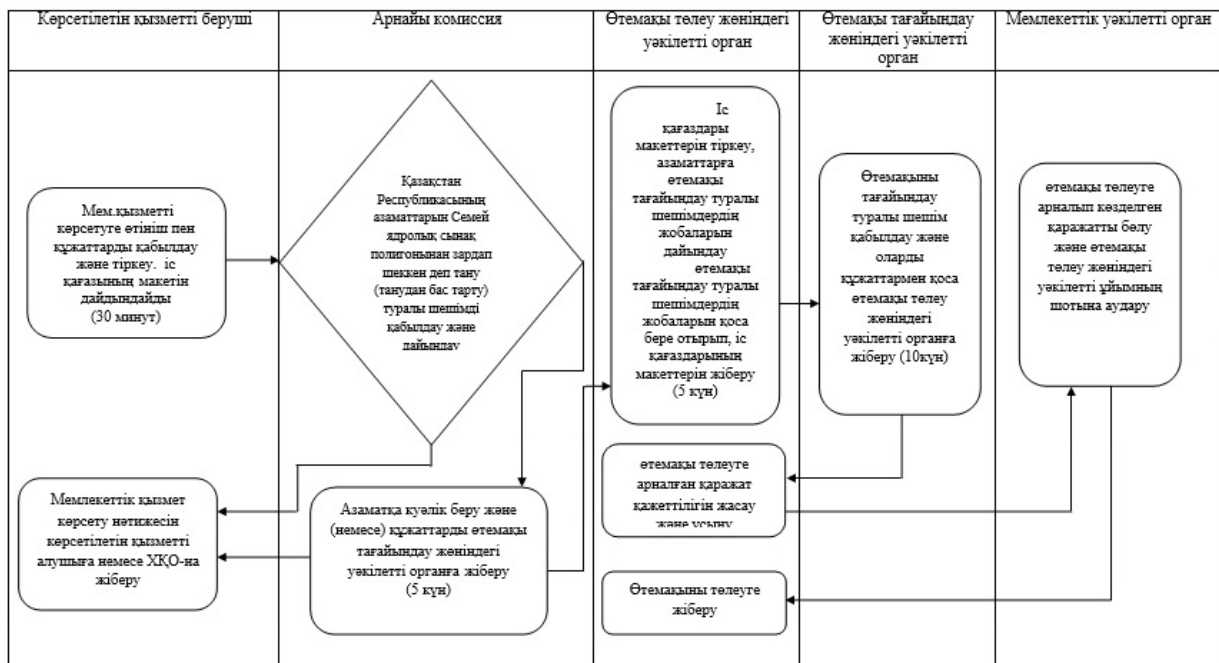 Көрсетілетін қызметті беруші
Арнайы комиссия
Өтемақы төлеу жөніндегі
уәкілетті орган
Өтемақы тағайындау
жөніндегі уәкілетті
орган
Мемлекеттік уәкілетті орган
Мем.қызметті
көрсетуге өтініш пен
құжаттарды қабылдау
және тіркеу. іс
қағазының макетін
дайдындайды
(30 минут)
Қазақстан
Республикасының
азаматтарын Семей
ядролық сынақ
полигонынан зардап
шеккен деп тану
(танудан бас тарту)
туралы шешімді
қабылдау және
дайындау
Іс
қағаздары
макеттерін тіркеу,
азаматтарға
өтемақы
тағайындау туралы
шешімдердің
жобаларын
дайындау
өтемақы
тағайындау туралы
шешімдердің
жобаларын қоса
бере отырып, іс
қағаздарының
макеттерін жіберу
(5 күн)
Өтемақыны
тағайындау
туралы шешім
қабылдау және
оларды
құжаттармен қоса
өтемақы төлеу
жөніндегі
уәкілетті органға
жіберу (10күн)
өтемақы төлеуге
арналып көзделген
қаражатты бөлу
және өтемақы
төлеу жөніндегі
уәкілетті ұйымның
шотына аудару
Мемлекеттік қызмет
көрсету нәтижесін
көрсетілетін қызметті
алушыға немесе ХҚО-на
жіберу
Азаматқа куәлік беру және
(немесе) құжаттарды өтемақы
тағайындау жөніндегі
уәкілетті органға жіберу
(5 күн)
өтемақы төлеуге
арналған қаражат
қажеттілігін жасау
және ұсыну
Өтемақыны төлеуге
жіберу